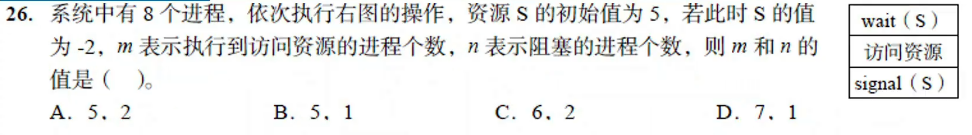 26. 系统中有 8 个进程，依次执行右图的操作，资源 S 的初始值为 5，若此时 S 的值
为 -2，m 表示执行到访问资源的进程个数，n 表示阻塞的进程个数，则 m 和 n 的
值是（ ）。
A. 5，2 B. 5，1 C. 6，2 D. 7，1
wait（S）
访问资源
signal（S）